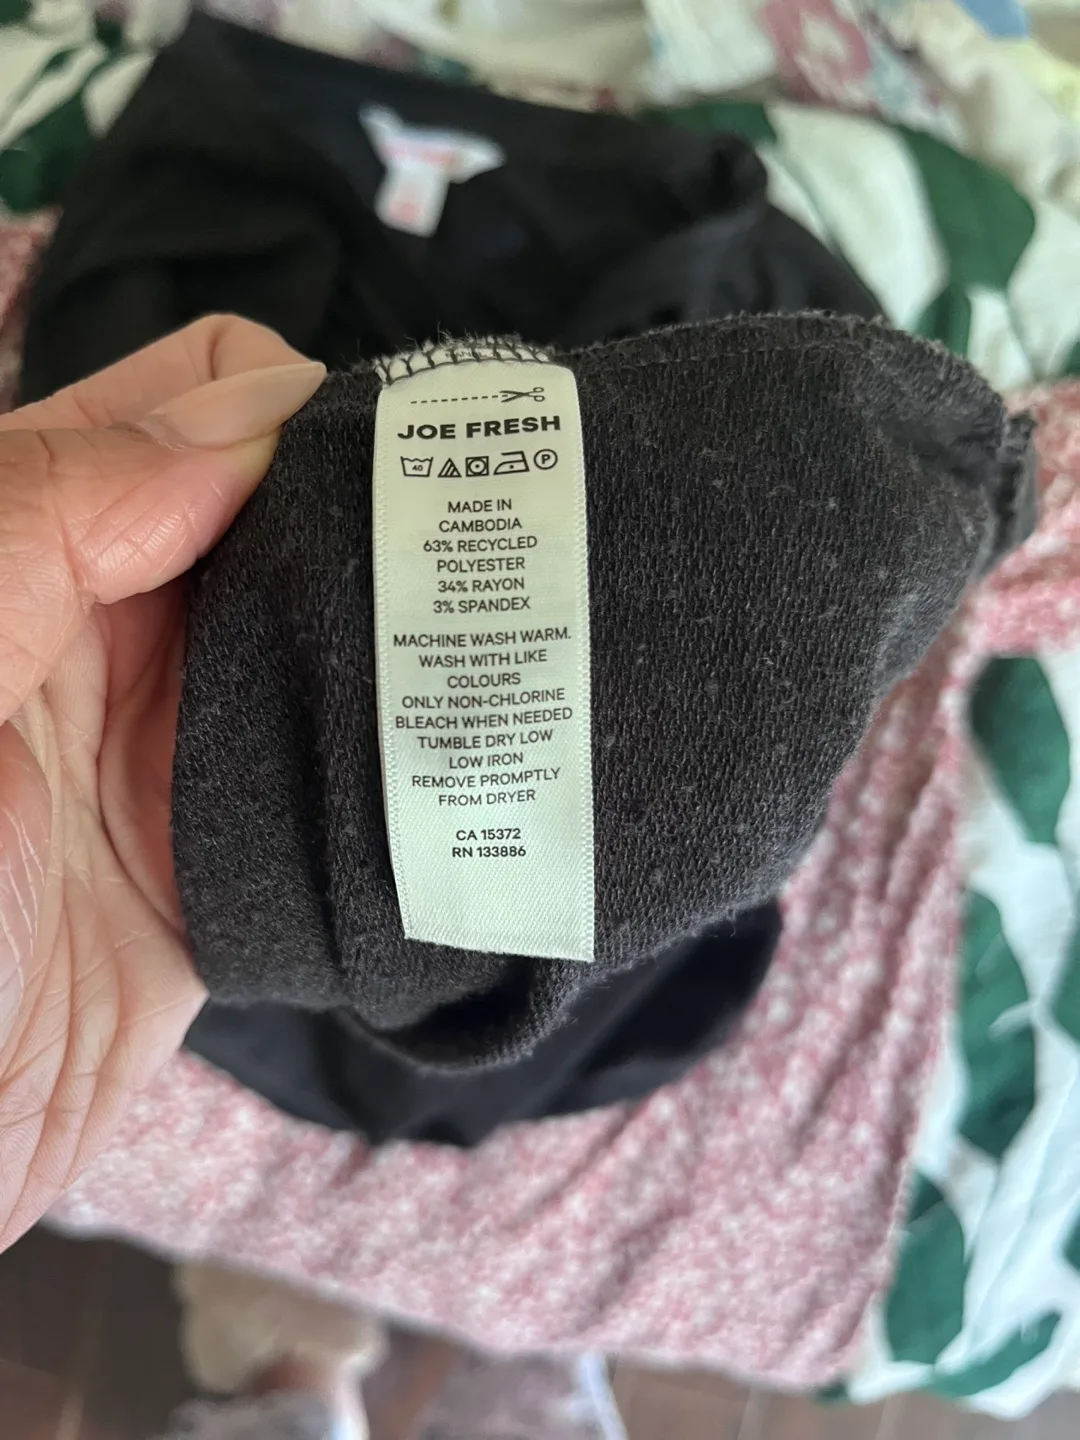 JOE FRESH
40 P
MADE IN
CAMBODIA
63% RECYCLED
POLYESTER
34% RAYON
3% SPANDEX
MACHINE WASH WARM.
WASH WITH LIKE
COLOURS
ONLY NON-CHLORINE
BLEACH WHEN NEEDED
TUMBLE DRY LOW
LOW IRON
REMOVE PROMPTLY
FROM DRYER
CA 15372
RN 133886